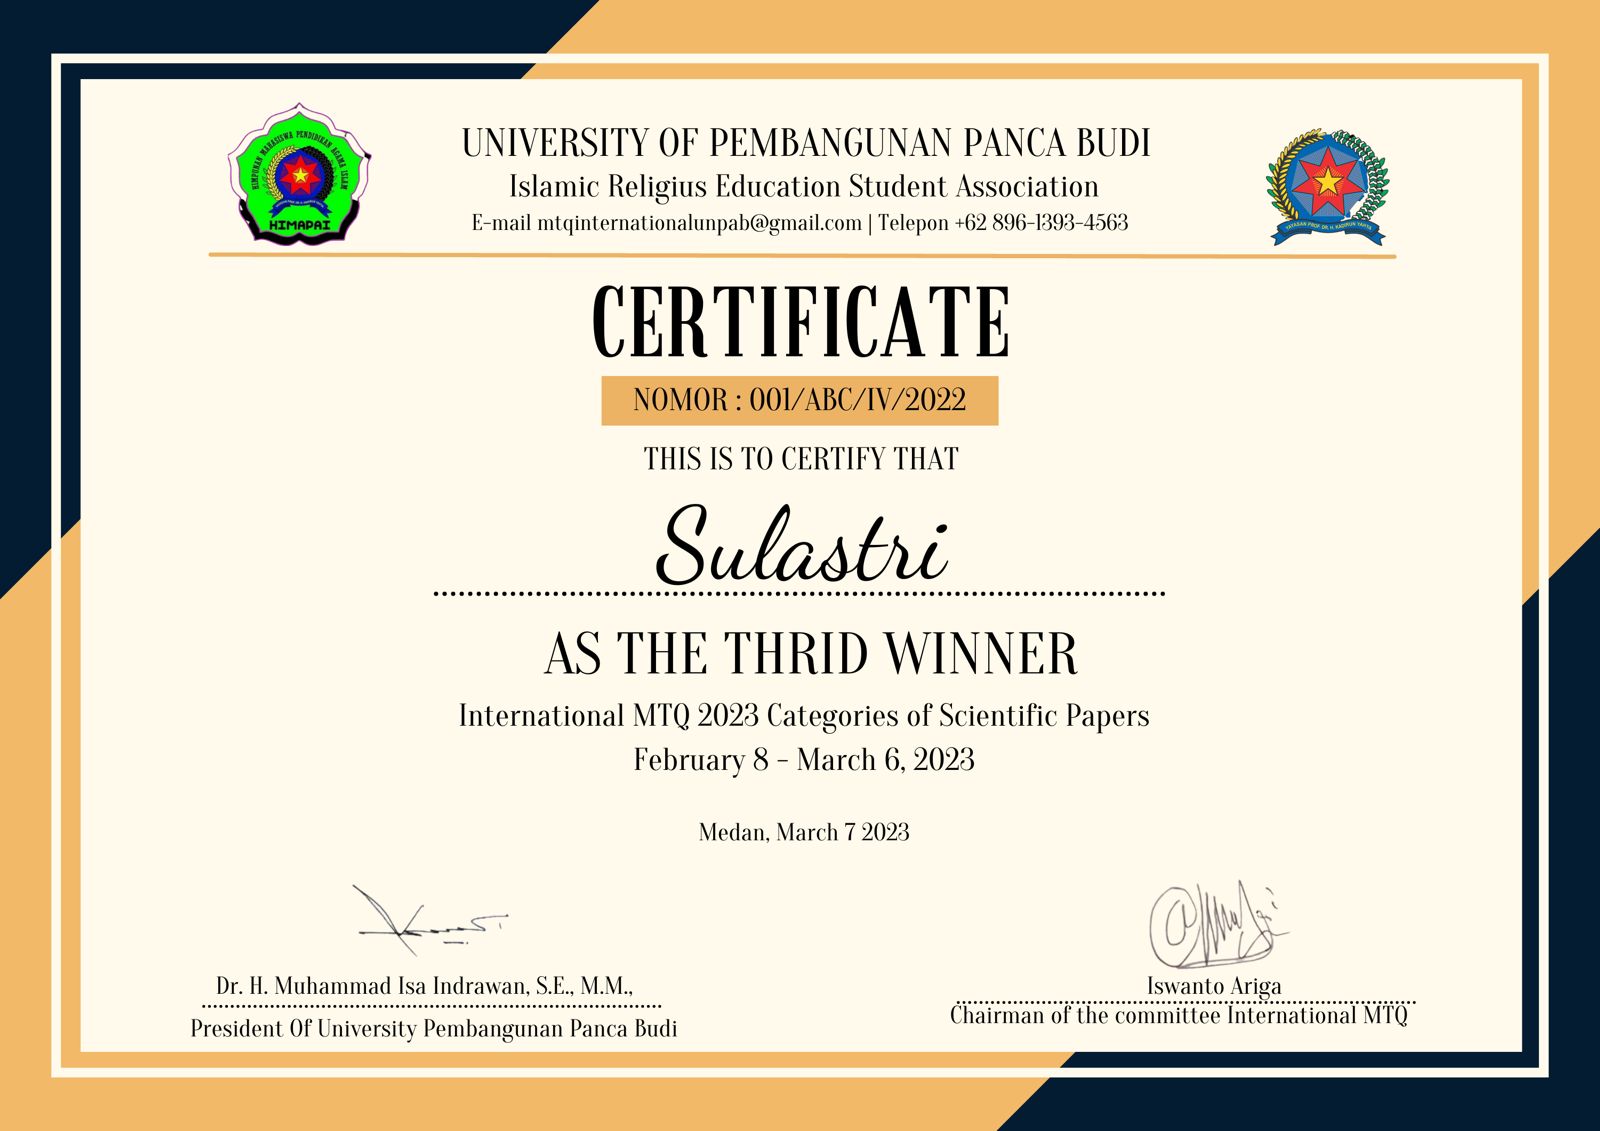 HIMPUNAN MAHASISWA PENDIDIKAN AGAMA ISLAM
HIMAPAI
UNIVERSITY OF PEMBANGUNAN PANCA BUDI
Islamic Religius Education Student Association
E-mail mtqinternationalunpab@gmail.com | Telepon +62 896-1393-4563
YAYASAN PROF. DR. H. KADIRUN YAHYA
CERTIFICATE
NOMOR : 001/ABC/IV/2022
THIS IS TO CERTIFY THAT
Sulastri
AS THE THRID WINNER
International MTQ 2023 Categories of Scientific Papers
February 8 - March 6, 2023
Medan, March 7 2023
Dr. H. Muhammad Isa Indrawan, S.E., M.M.,
President Of University Pembangunan Panca Budi
Iswanto Ariga
Chairman of the committee International MTQ